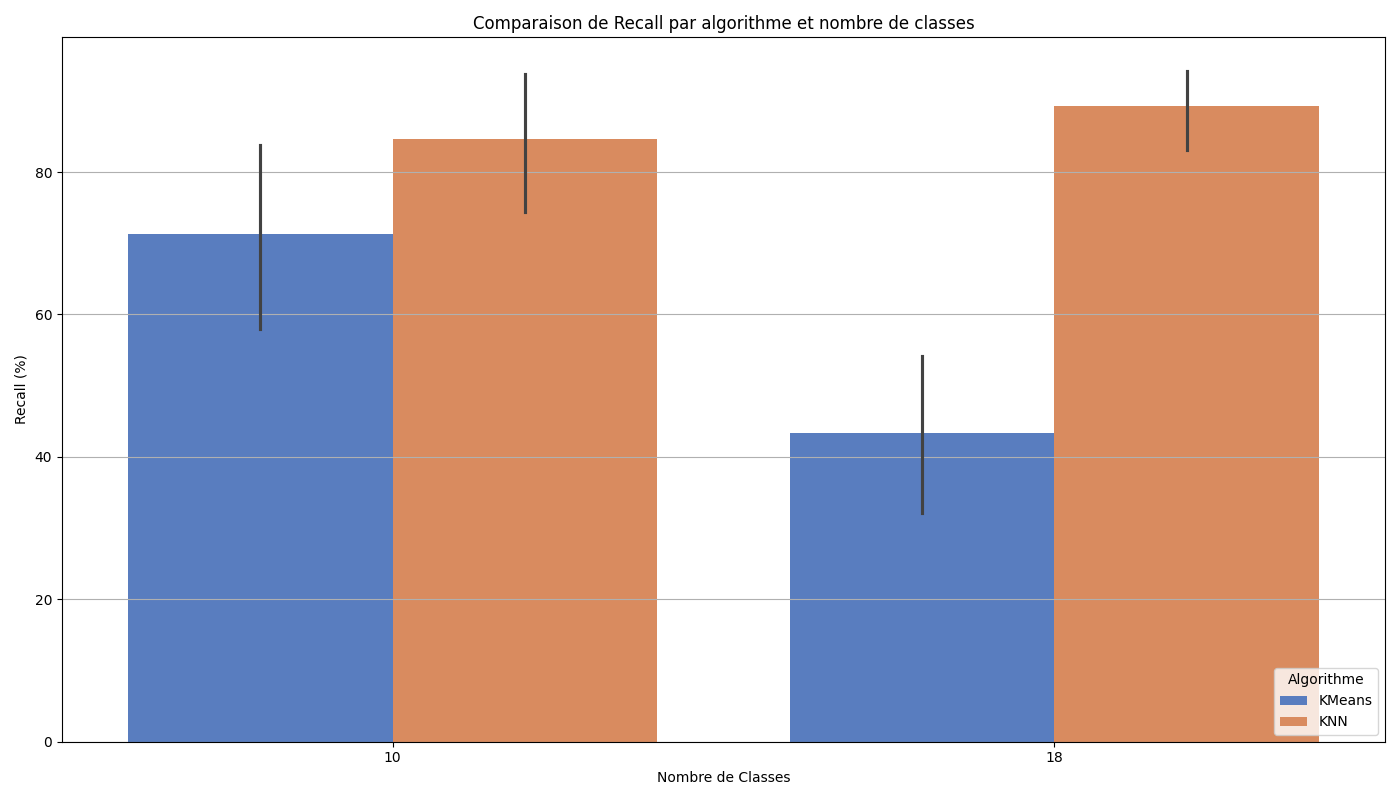 Comparaison de Recall par algorithme et nombre de classes
Recall (%)
80
60
40
20
0
10
18
Nombre de Classes
Algorithme
KMeans
KNN